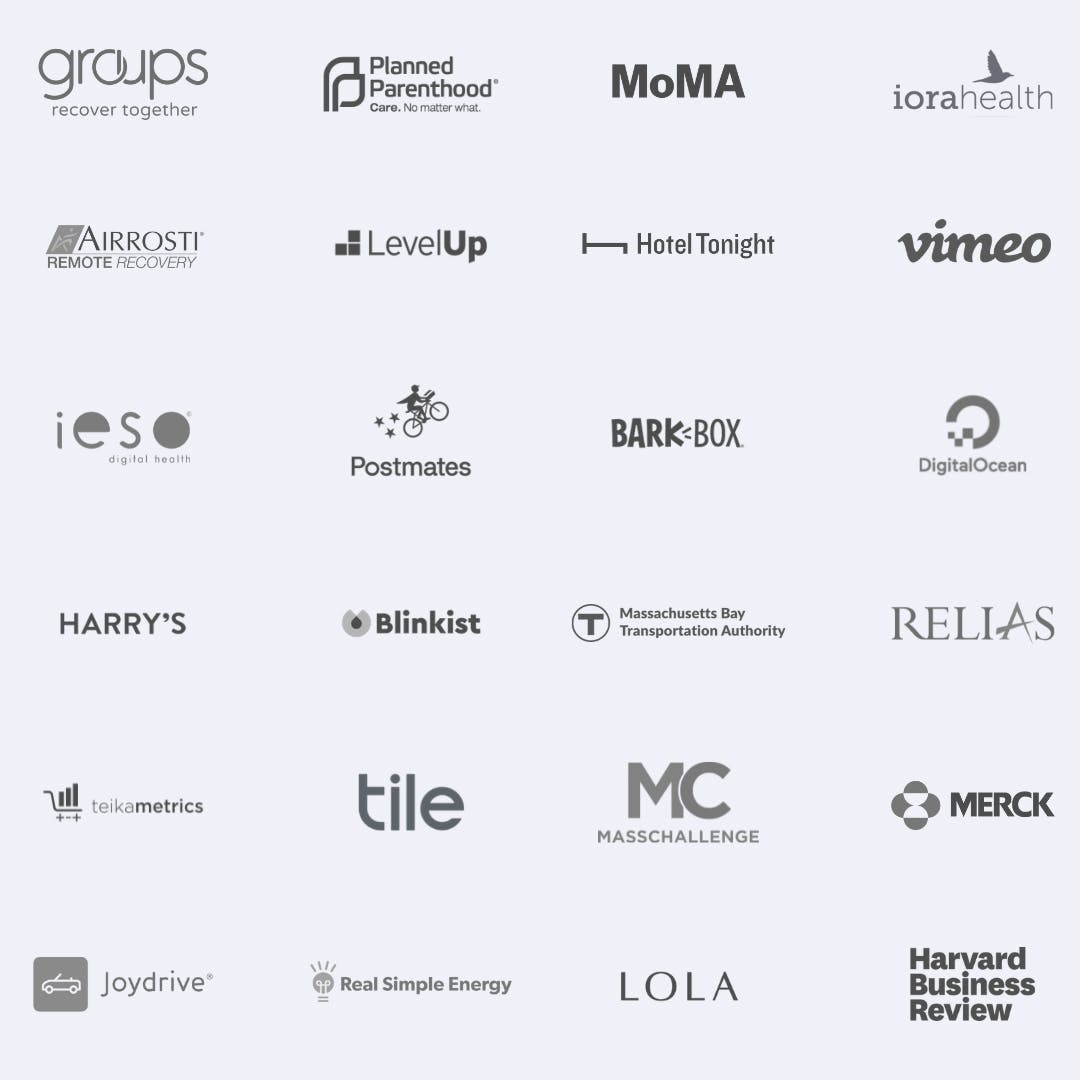 groups
recover together
Planned
Parenthood®
Care. No matter what.
MoMA
iorahealth
AIRROSTI®
REMOTE RECOVERY
LevelUp
Hotel Tonight
vimeo
ieso®
digital health
Postmates
BARKBOX
DigitalOcean
HARRY'S
Blinkist
T
Massachusetts Bay
Transportation Authority
RELIAS
teikametrics
tile
MC
MASSCHALLENGE
MERCK
Joydrive®
Real Simple Energy
LOLA
Harvard
Business
Review